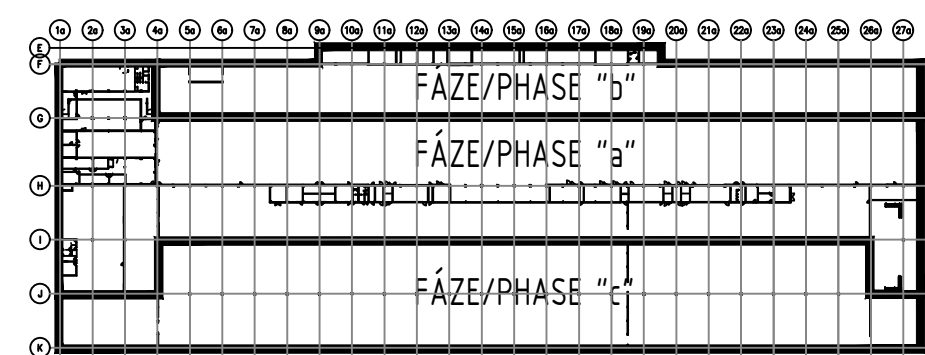 1a 2a 3a 4a 5a 6a 7a 8a 9a 10a 11a 12a 13a 14a 15a 16a 17a 18a 19a 20a 21a 22a 23a 24a 25a 26a 27a
E
F
FÁZE/PHASE "b"
G
FÁZE/PHASE "a"
H
I
FÁZE/PHASE "c"
J
K